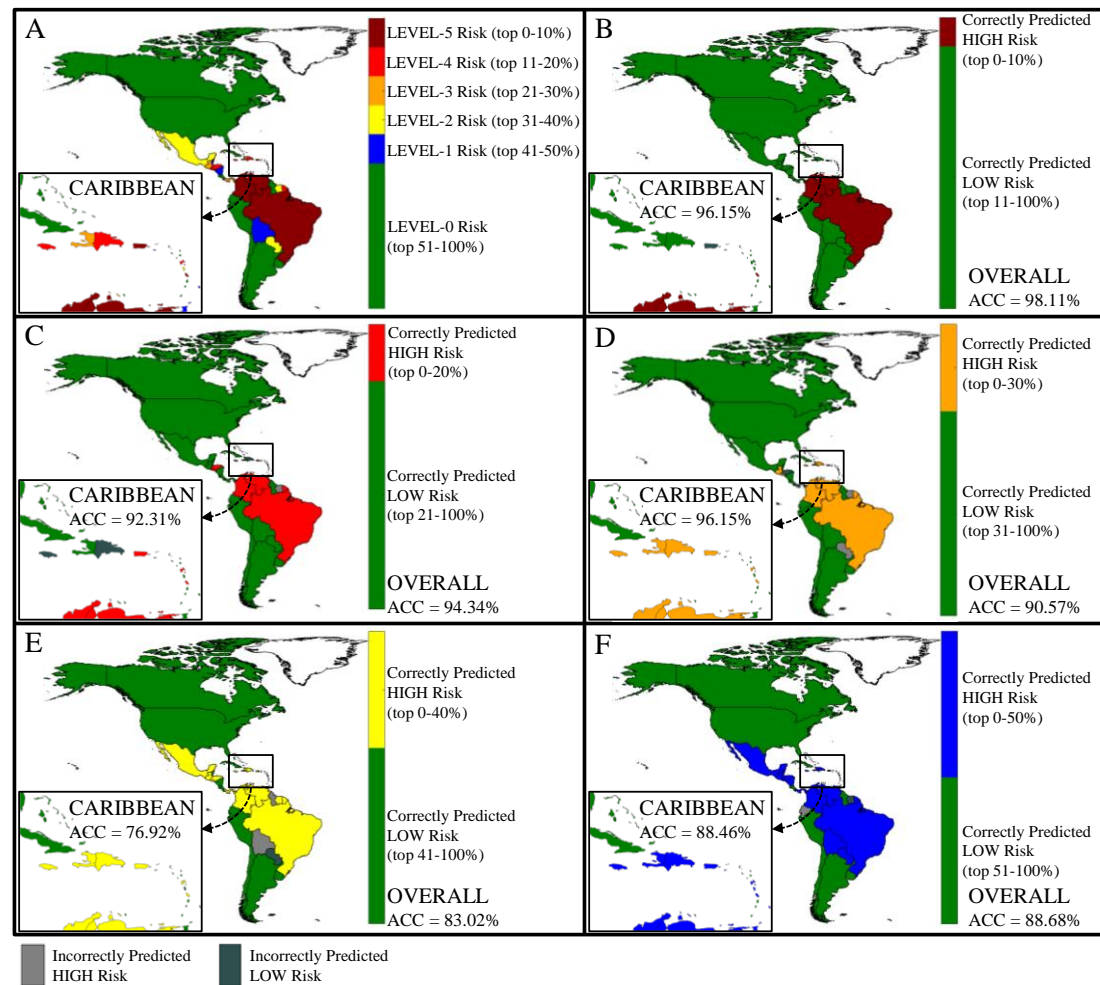 A
LEVEL-5 Risk (top 0-10%)
LEVEL-4 Risk (top 11-20%)
LEVEL-3 Risk (top 21-30%)
LEVEL-2 Risk (top 31-40%)
LEVEL-1 Risk (top 41-50%)
LEVEL-0 Risk
(top 51-100%)
CARIBBEAN
B
Correctly Predicted
HIGH Risk
(top 0-10%)
Correctly Predicted
LOW Risk
(top 11-100%)
CARIBBEAN
ACC = 96.15%
OVERALL
ACC = 98.11%
C
Correctly Predicted
HIGH Risk
(top 0-20%)
Correctly Predicted
LOW Risk
(top 21-100%)
CARIBBEAN
ACC = 92.31%
OVERALL
ACC = 94.34%
D
Correctly Predicted
HIGH Risk
(top 0-30%)
Correctly Predicted
LOW Risk
(top 31-100%)
CARIBBEAN
ACC = 96.15%
OVERALL
ACC = 90.57%
E
Correctly Predicted
HIGH Risk
(top 0-40%)
Correctly Predicted
LOW Risk
(top 41-100%)
CARIBBEAN
ACC = 76.92%
OVERALL
ACC = 83.02%
F
Correctly Predicted
HIGH Risk
(top 0-50%)
Correctly Predicted
LOW Risk
(top 51-100%)
CARIBBEAN
ACC = 88.46%
OVERALL
ACC = 88.68%
Incorrectly Predicted
HIGH Risk
Incorrectly Predicted
LOW Risk